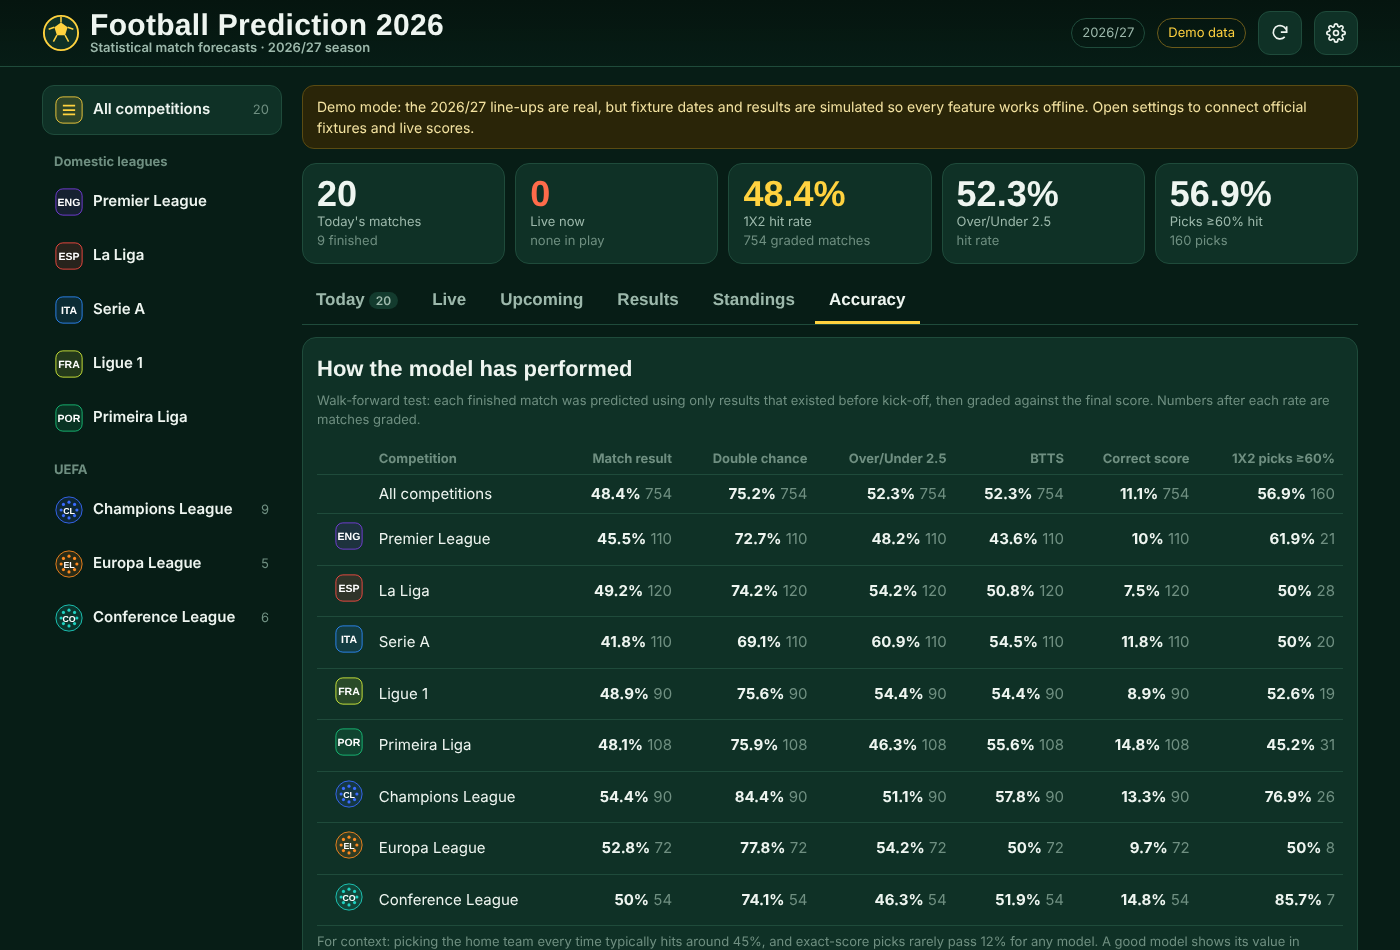 Football Prediction 2026
Statistical match forecasts · 2026/27 season
2026/27
Demo data
All competitions 20
Domestic leagues
ENG Premier League
ESP La Liga
ITA Serie A
FRA Ligue 1
POR Primeira Liga
UEFA
CL Champions League 9
EL Europa League 5
CO Conference League 6
Demo mode: the 2026/27 line-ups are real, but fixture dates and results are simulated so every feature works offline. Open settings to connect official
fixtures and live scores.
20
Today's matches
9 finished
0
Live now
none in play
48.4%
1X2 hit rate
754 graded matches
52.3%
Over/Under 2.5
hit rate
56.9%
Picks ≥60% hit
160 picks
Today 20 Live Upcoming Results Standings Accuracy
How the model has performed
Walk-forward test: each finished match was predicted using only results that existed before kick-off, then graded against the final score. Numbers after each rate are
matches graded.
Competition Match result Double chance Over/Under 2.5 BTTS Correct score 1X2 picks ≥60%
All competitions 48.4% 754 75.2% 754 52.3% 754 52.3% 754 11.1% 754 56.9% 160
ENG Premier League 45.5% 110 72.7% 110 48.2% 110 43.6% 110 10% 110 61.9% 21
ESP La Liga 49.2% 120 74.2% 120 54.2% 120 50.8% 120 7.5% 120 50% 28
ITA Serie A 41.8% 110 69.1% 110 60.9% 110 54.5% 110 11.8% 110 50% 20
FRA Ligue 1 48.9% 90 75.6% 90 54.4% 90 54.4% 90 8.9% 90 52.6% 19
POR Primeira Liga 48.1% 108 75.9% 108 46.3% 108 55.6% 108 14.8% 108 45.2% 31
CL Champions League 54.4% 90 84.4% 90 51.1% 90 57.8% 90 13.3% 90 76.9% 26
EL Europa League 52.8% 72 77.8% 72 54.2% 72 50% 72 9.7% 72 50% 8
CO Conference League 50% 54 74.1% 54 46.3% 54 51.9% 54 14.8% 54 85.7% 7
For context: picking the home team every time typically hits around 45%, and exact-score picks rarely pass 12% for any model. A good model shows its value in